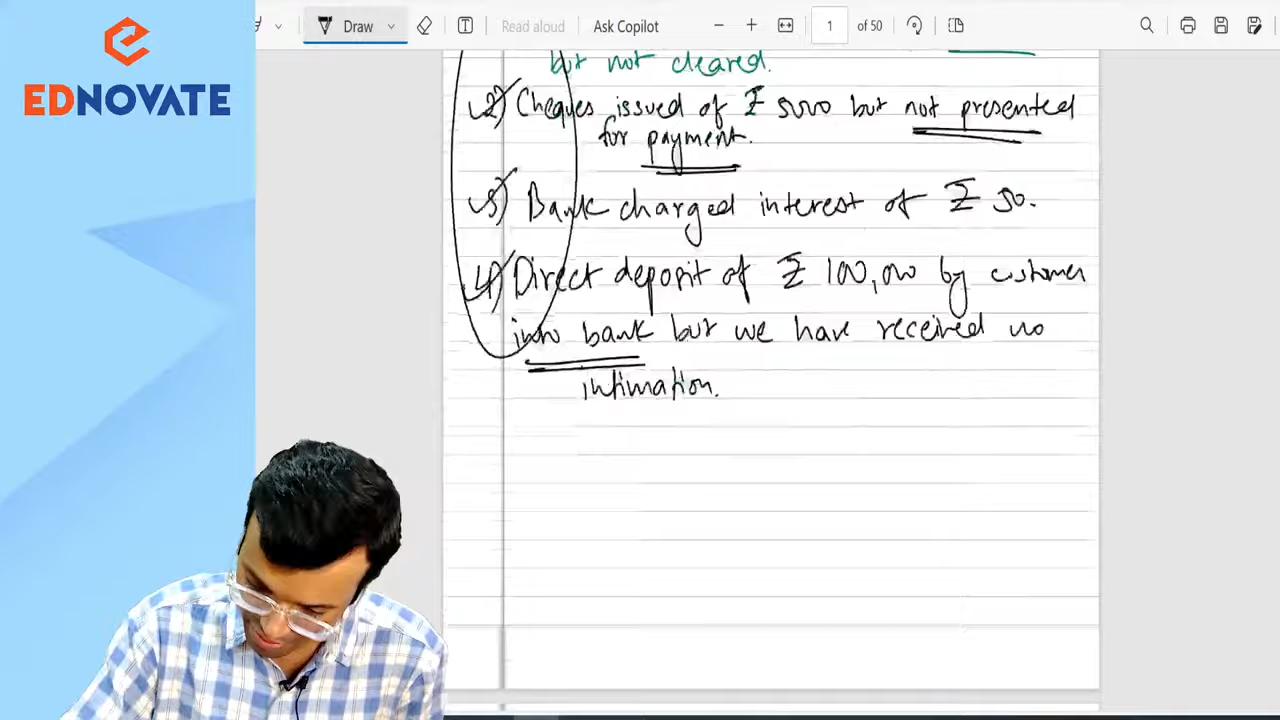 Draw
Read aloud
Ask Copilot
1
of 50
EDNOVATE
but not cleared.
2) Cheques issued of ₹ 5000 but not presented
for payment.
3) Bank charged interest of ₹ 50.
4) Direct deposit of ₹ 100,000 by customer
into bank but we have received no
intimation.